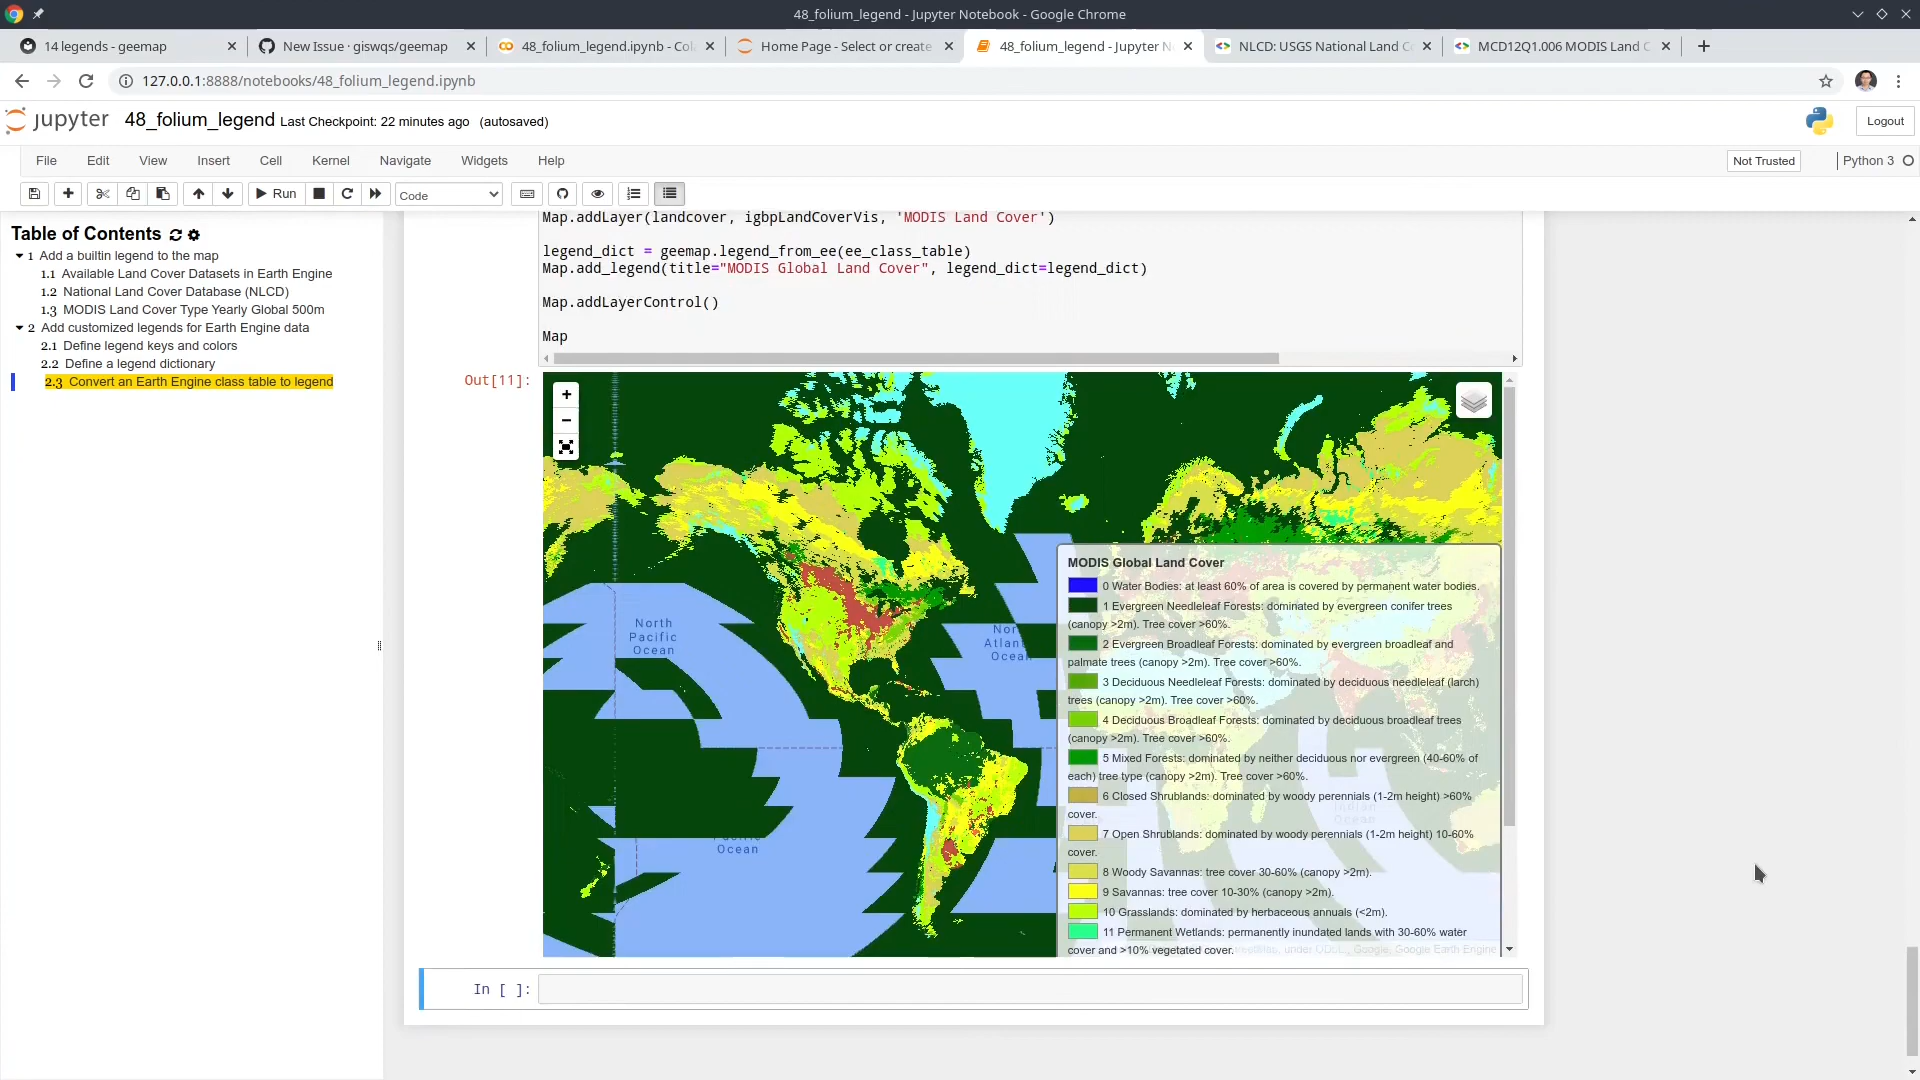 48_folium_legend - Jupyter Notebook - Google Chrome
14 legends - geemap
New Issue · giswqs/geemap
48_folium_legend.ipynb - Col
Home Page - Select or create
48_folium_legend - Jupyter N
NLCD: USGS National Land C
MCD12Q1.006 MODIS Land C
127.0.0.1:8888/notebooks/48_folium_legend.ipynb
jupyter 48_folium_legend Last Checkpoint: 22 minutes ago (autosaved)
Logout
File Edit View Insert Cell Kernel Navigate Widgets Help
Not Trusted
Python 3
Run
Code
Table of Contents
1 Add a builtin legend to the map
1.1 Available Land Cover Datasets in Earth Engine
1.2 National Land Cover Database (NLCD)
1.3 MODIS Land Cover Type Yearly Global 500m
2 Add customized legends for Earth Engine data
2.1 Define legend keys and colors
2.2 Define a legend dictionary
2.3 Convert an Earth Engine class table to legend
Map.addLayer(landcover, igbpLandCoverVis, 'MODIS Land Cover')
legend_dict = geemap.legend_from_ee(ee_class_table)
Map.add_legend(title="MODIS Global Land Cover", legend_dict=legend_dict)
Map.addLayerControl()
Map
Out[11]:
+
−
North
Pacific
Ocean
Atlan
Ocean
Ocean
MODIS Global Land Cover
0 Water Bodies: at least 60% of area is covered by permanent water bodies.
1 Evergreen Needleleaf Forests: dominated by evergreen conifer trees
(canopy >2m). Tree cover >60%.
2 Evergreen Broadleaf Forests: dominated by evergreen broadleaf and
palmate trees (canopy >2m). Tree cover >60%.
3 Deciduous Needleleaf Forests: dominated by deciduous needleleaf (larch)
trees (canopy >2m). Tree cover >60%.
4 Deciduous Broadleaf Forests: dominated by deciduous broadleaf trees
(canopy >2m). Tree cover >60%.
5 Mixed Forests: dominated by neither deciduous nor evergreen (40-60% of
each) tree type (canopy >2m). Tree cover >60%.
6 Closed Shrublands: dominated by woody perennials (1-2m height) >60%
cover.
7 Open Shrublands: dominated by woody perennials (1-2m height) 10-60%
cover.
8 Woody Savannas: tree cover 30-60% (canopy >2m).
9 Savannas: tree cover 10-30% (canopy >2m).
10 Grasslands: dominated by herbaceous annuals (<2m).
11 Permanent Wetlands: permanently inundated lands with 30-60% water
cover and >10% vegetated cover.
Google, Google Earth Engine
In [ ]: